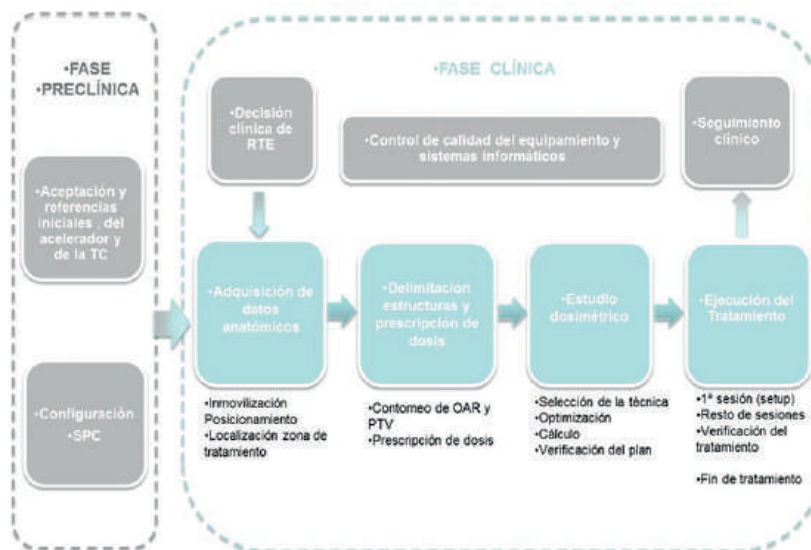 •FASE
•PRECLÍNICA
•Aceptación y
referencias
iniciales , del
acelerador y
de la TC
•Configuración
•SPC
•FASE CLÍNICA
•Decisión
clínica de
RTE
•Control de calidad del equipamiento y
sistemas informáticos
•Seguimiento
clínico
•Adquisición de
datos
anatómicos
•Delimitación
estructuras y
prescripción de
dosis
•Estudio
dosimétrico
•Ejecución del
Tratamiento
•Inmovilización
Posicionamiento
•Localización zona de
tratamiento
•Contorneo de OAR y
PTV
•Prescripción de dosis
•Selección de la técnica
•Optimización
•Cálculo
•Verificación del plan
•1ª sesión (setup)
•Resto de sesiones
•Verificación del
tratamiento
•Fin de tratamiento